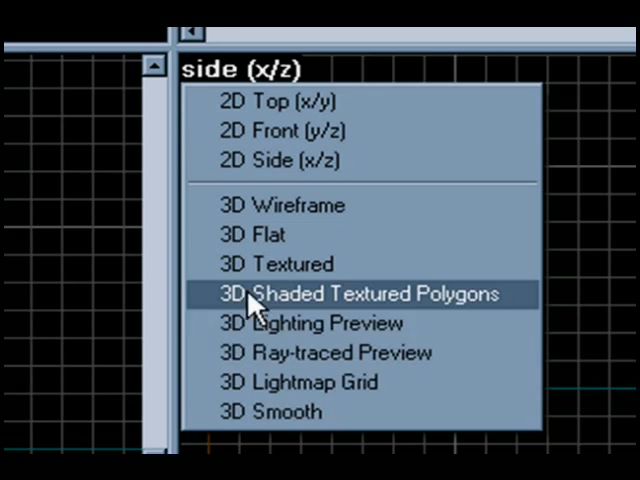 side (x/z)
2D Top (x/y)
2D Front (y/z)
2D Side (x/z)
3D Wireframe
3D Flat
3D Textured
3D Shaded Textured Polygons
3D Lighting Preview
3D Ray-traced Preview
3D Lightmap Grid
3D Smooth